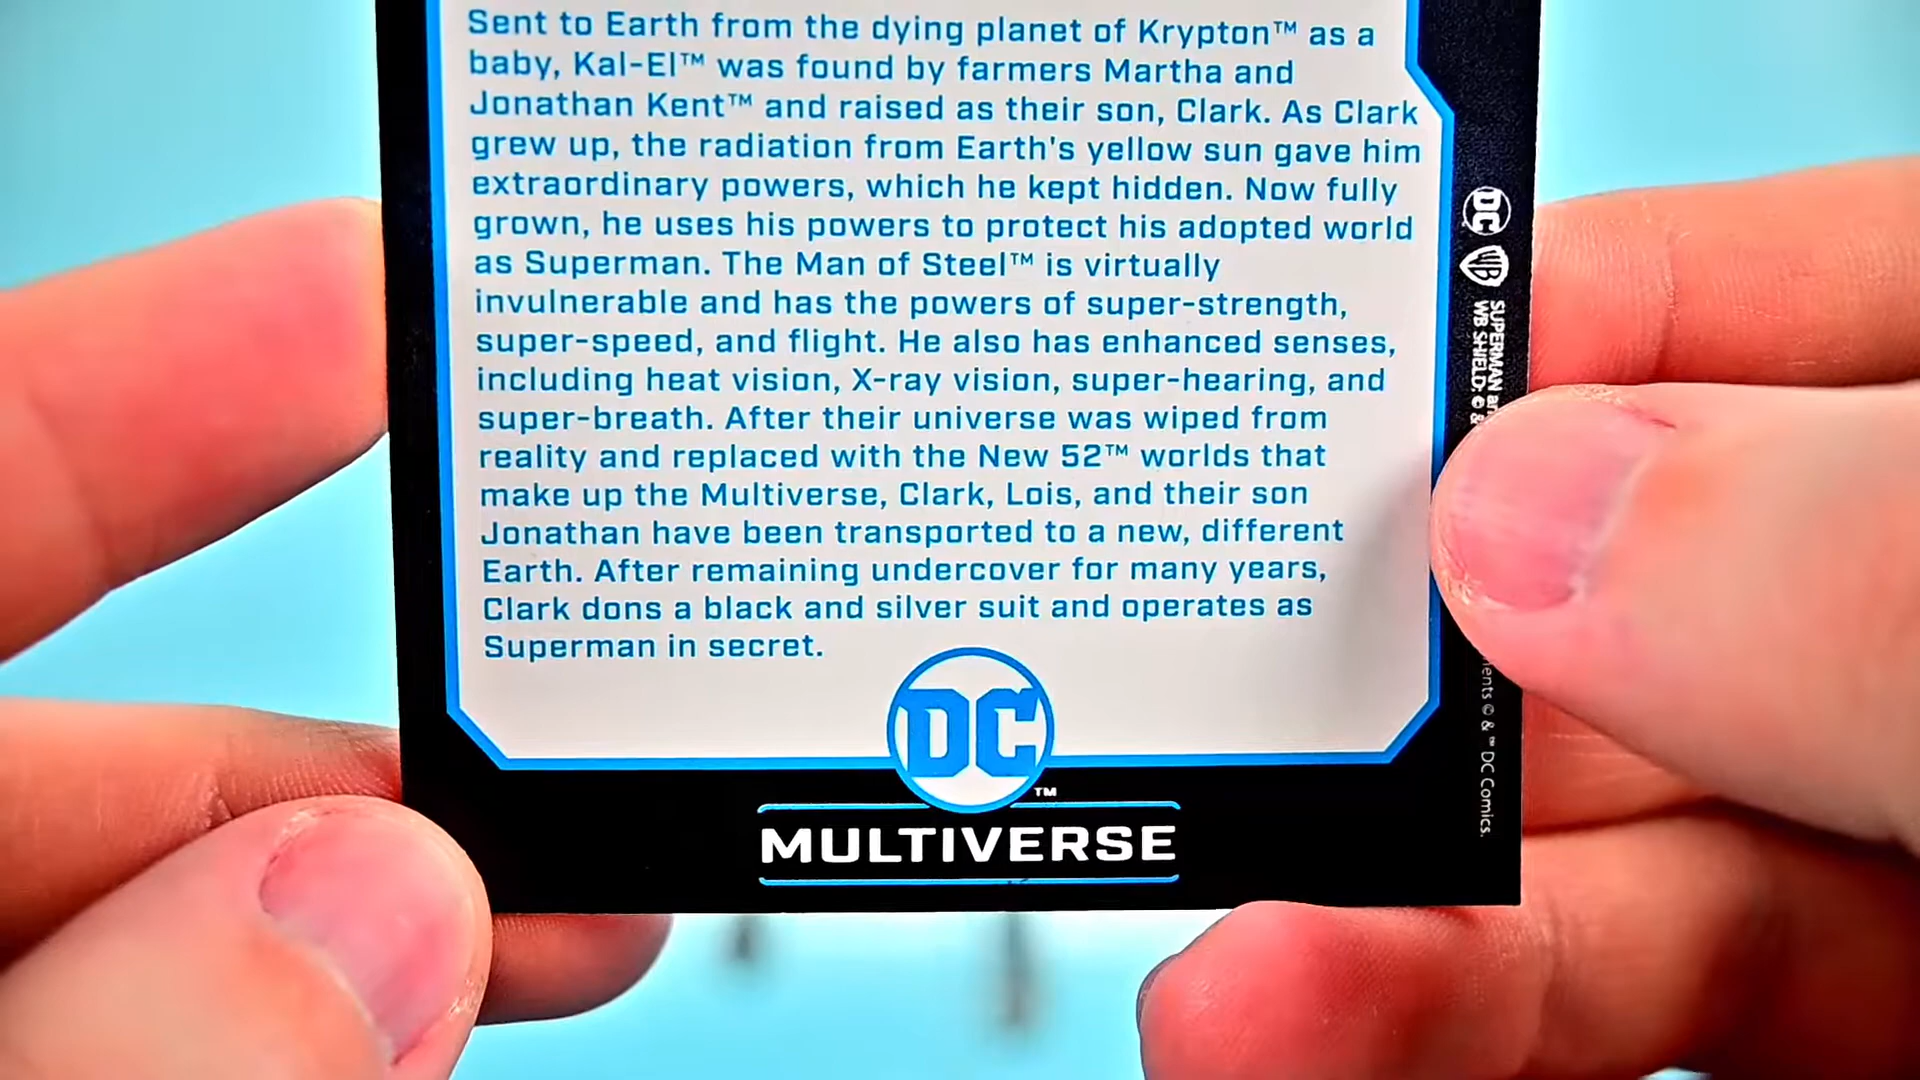 Sent to Earth from the dying planet of Krypton™ as a
baby, Kal-El™ was found by farmers Martha and
Jonathan Kent™ and raised as their son, Clark. As Clark
grew up, the radiation from Earth's yellow sun gave him
extraordinary powers, which he kept hidden. Now fully
grown, he uses his powers to protect his adopted world
as Superman. The Man of Steel™ is virtually
invulnerable and has the powers of super-strength,
super-speed, and flight. He also has enhanced senses,
including heat vision, X-ray vision, super-hearing, and
super-breath. After their universe was wiped from
reality and replaced with the New 52™ worlds that
make up the Multiverse, Clark, Lois, and their son
Jonathan have been transported to a new, different
Earth. After remaining undercover for many years,
Clark dons a black and silver suit and operates as
Superman in secret.
DC™
MULTIVERSE
DC
WB
SUPERMAN
WB SHIELD: © &
© & ™ DC Comics.